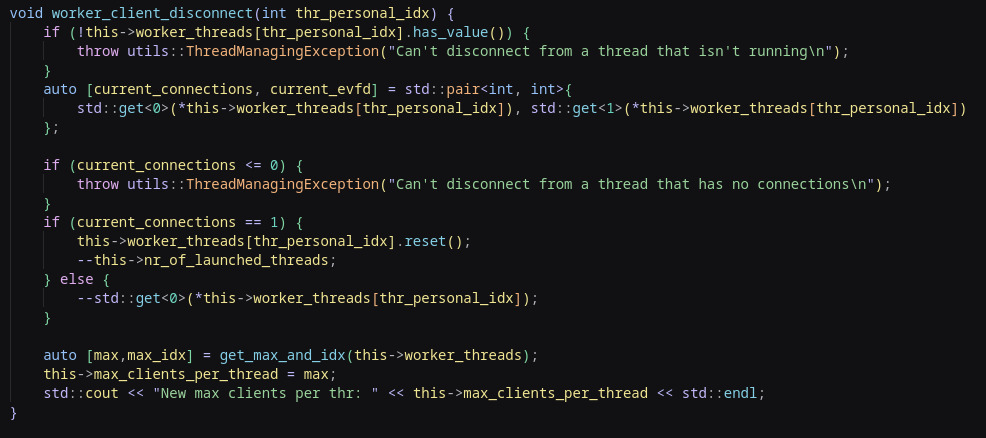 void worker_client_disconnect(int thr_personal_idx) {
    if (!this->worker_threads[thr_personal_idx].has_value()) {
        throw utils::ThreadManagingException("Can't disconnect from a thread that isn't running\n");
    }
    auto [current_connections, current_evfd] = std::pair<int, int>{
        std::get<0>(*this->worker_threads[thr_personal_idx]), std::get<1>(*this->worker_threads[thr_personal_idx])
    };

    if (current_connections <= 0) {
        throw utils::ThreadManagingException("Can't disconnect from a thread that has no connections\n");
    }
    if (current_connections == 1) {
        this->worker_threads[thr_personal_idx].reset();
        --this->nr_of_launched_threads;
    } else {
        --std::get<0>(*this->worker_threads[thr_personal_idx]);
    }

    auto [max,max_idx] = get_max_and_idx(this->worker_threads);
    this->max_clients_per_thread = max;
    std::cout << "New max clients per thr: " << this->max_clients_per_thread << std::endl;
}